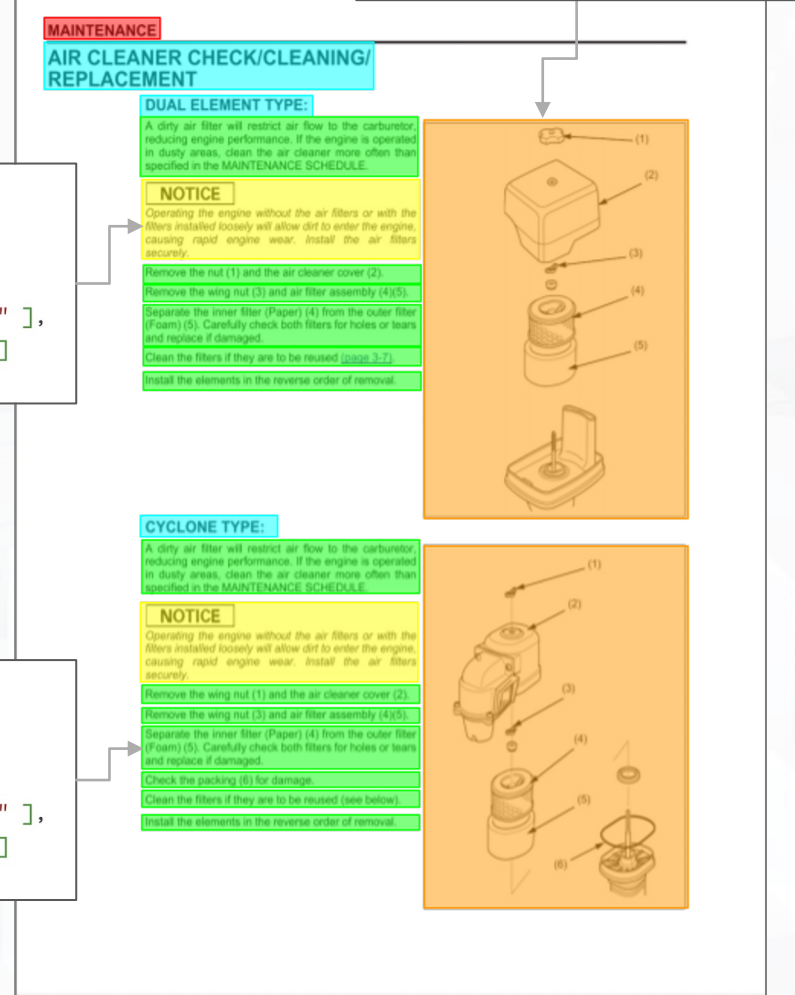 MAINTENANCE
AIR CLEANER CHECK/CLEANING/
REPLACEMENT
DUAL ELEMENT TYPE:
A dirty air filter will restrict air flow to the carburetor,
reducing engine performance. If the engine is operated
in dusty areas, clean the air cleaner more often than
specified in the MAINTENANCE SCHEDULE.
NOTICE
Operating the engine without the air filters or with the
filters installed loosely will allow dirt to enter the engine,
causing rapid engine wear. Install the air filters
securely.
Remove the nut (1) and the air cleaner cover (2).
Remove the wing nut (3) and air filter assembly (4)(5).
Separate the inner filter (Paper) (4) from the outer filter
(Foam) (5). Carefully check both filters for holes or tears
and replace if damaged.
Clean the filters if they are to be reused (page 3-7).
Install the elements in the reverse order of removal.
(1)
(2)
(3)
(4)
(5)
" ],
]
CYCLONE TYPE:
A dirty air filter will restrict air flow to the carburetor,
reducing engine performance. If the engine is operated
in dusty areas, clean the air cleaner more often than
specified in the MAINTENANCE SCHEDULE.
NOTICE
Operating the engine without the air filters or with the
filters installed loosely will allow dirt to enter the engine,
causing rapid engine wear. Install the air filters
securely.
Remove the wing nut (1) and the air cleaner cover (2).
Remove the wing nut (3) and air filter assembly (4)(5).
Separate the inner filter (Paper) (4) from the outer filter
(Foam) (5). Carefully check both filters for holes or tears
and replace if damaged.
Check the packing (6) for damage.
Clean the filters if they are to be reused (see below).
Install the elements in the reverse order of removal.
(1)
(2)
(3)
(4)
(5)
(6)
" ],
]